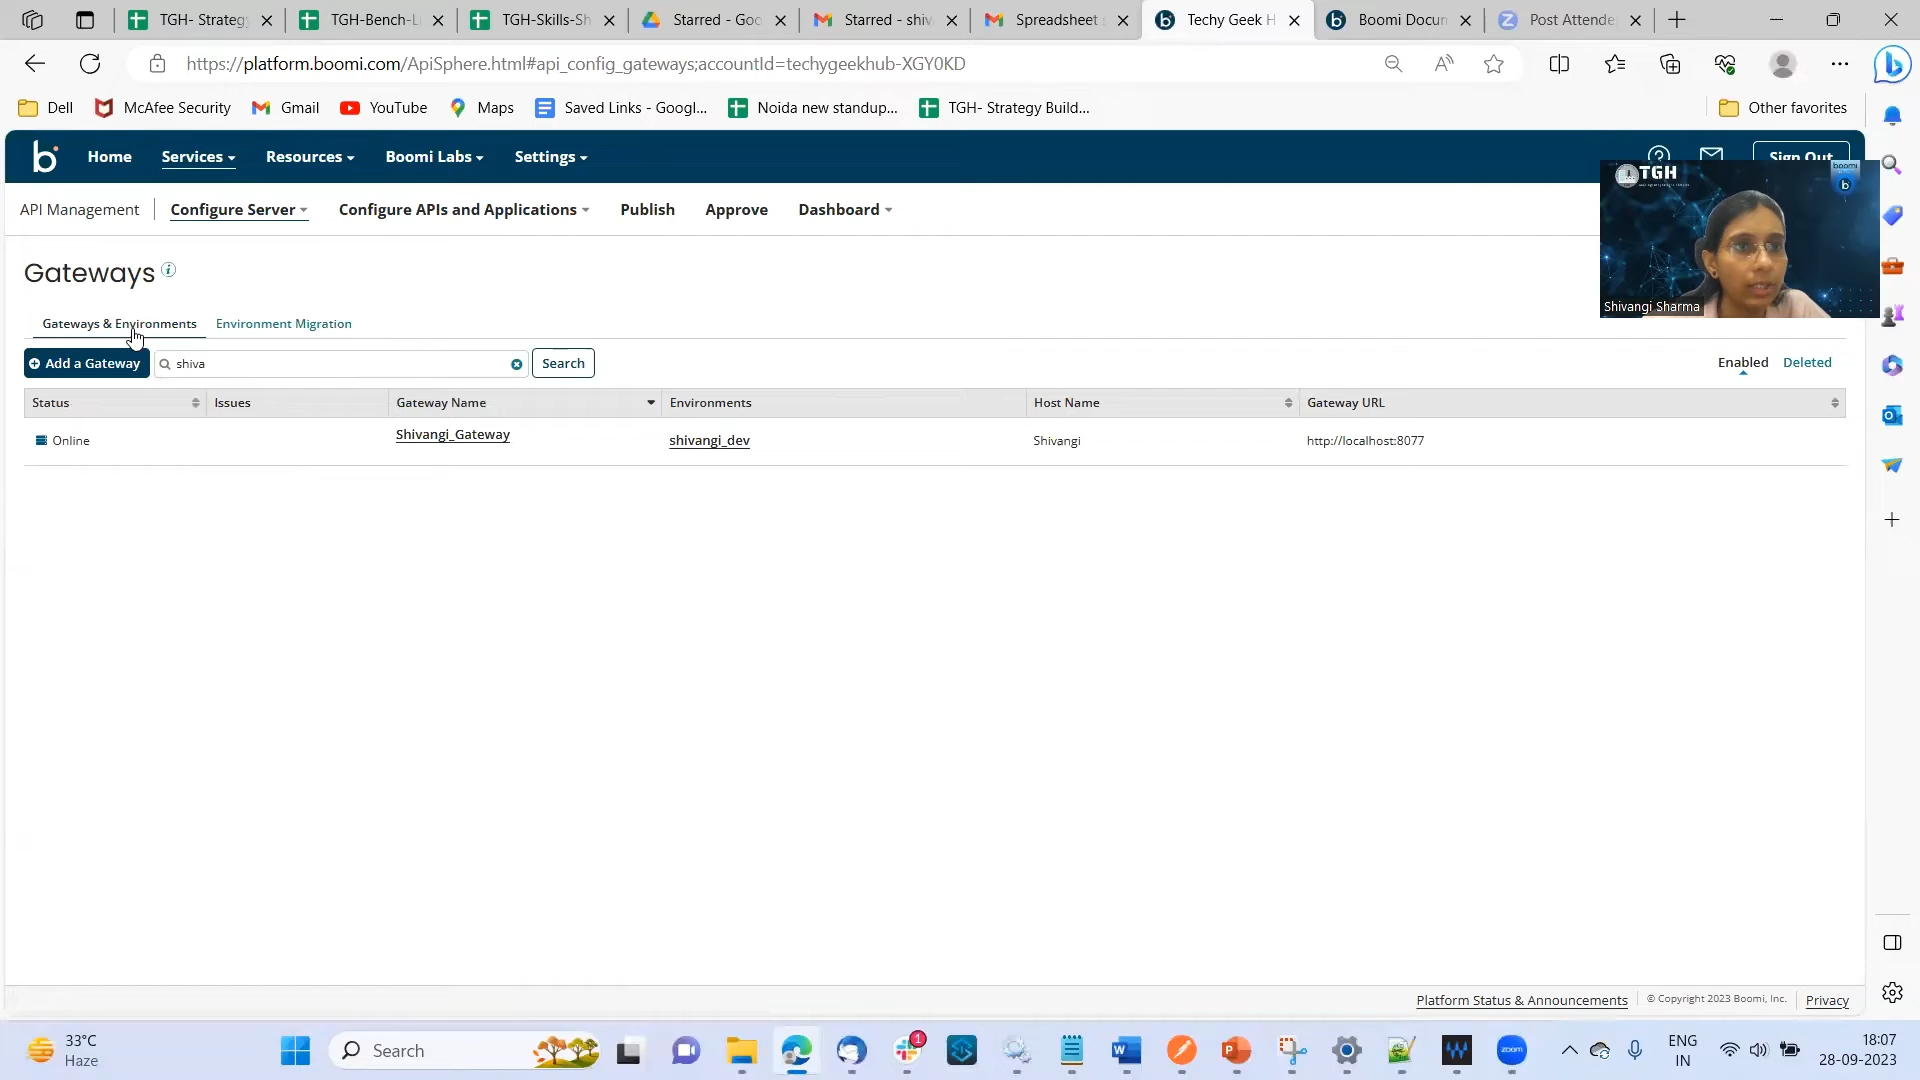 TGH- Strateg
TGH-Bench-Li
TGH-Skills-Sh
Starred - Goo
Starred - shiv
Spreadsheet
Techy Geek H
Boomi Docum
Post Attende
https://platform.boomi.com/ApiSphere.html#api_config_gateways;accountId=techygeekhub-XGY0KD
Dell
McAfee Security
Gmail
YouTube
Maps
Saved Links - Googl...
Noida new standup...
TGH- Strategy Build...
Other favorites
b
Home
Services
Resources
Boomi Labs
Settings
Sign Out
API Management
Configure Server
Configure APIs and Applications
Publish
Approve
Dashboard
TGH
boomi
b
Shivangi Sharma
Gateways
Gateways & Environments
Environment Migration
Add a Gateway
shiva
Search
Enabled
Deleted
Status
Issues
Gateway Name
Environments
Host Name
Gateway URL
Online
Shivangi_Gateway
shivangi_dev
Shivangi
http://localhost:8077
Platform Status & Announcements
© Copyright 2023 Boomi, Inc.
Privacy
33°C
Haze
Search
1
zoom
ENG
IN
18:07
28-09-2023